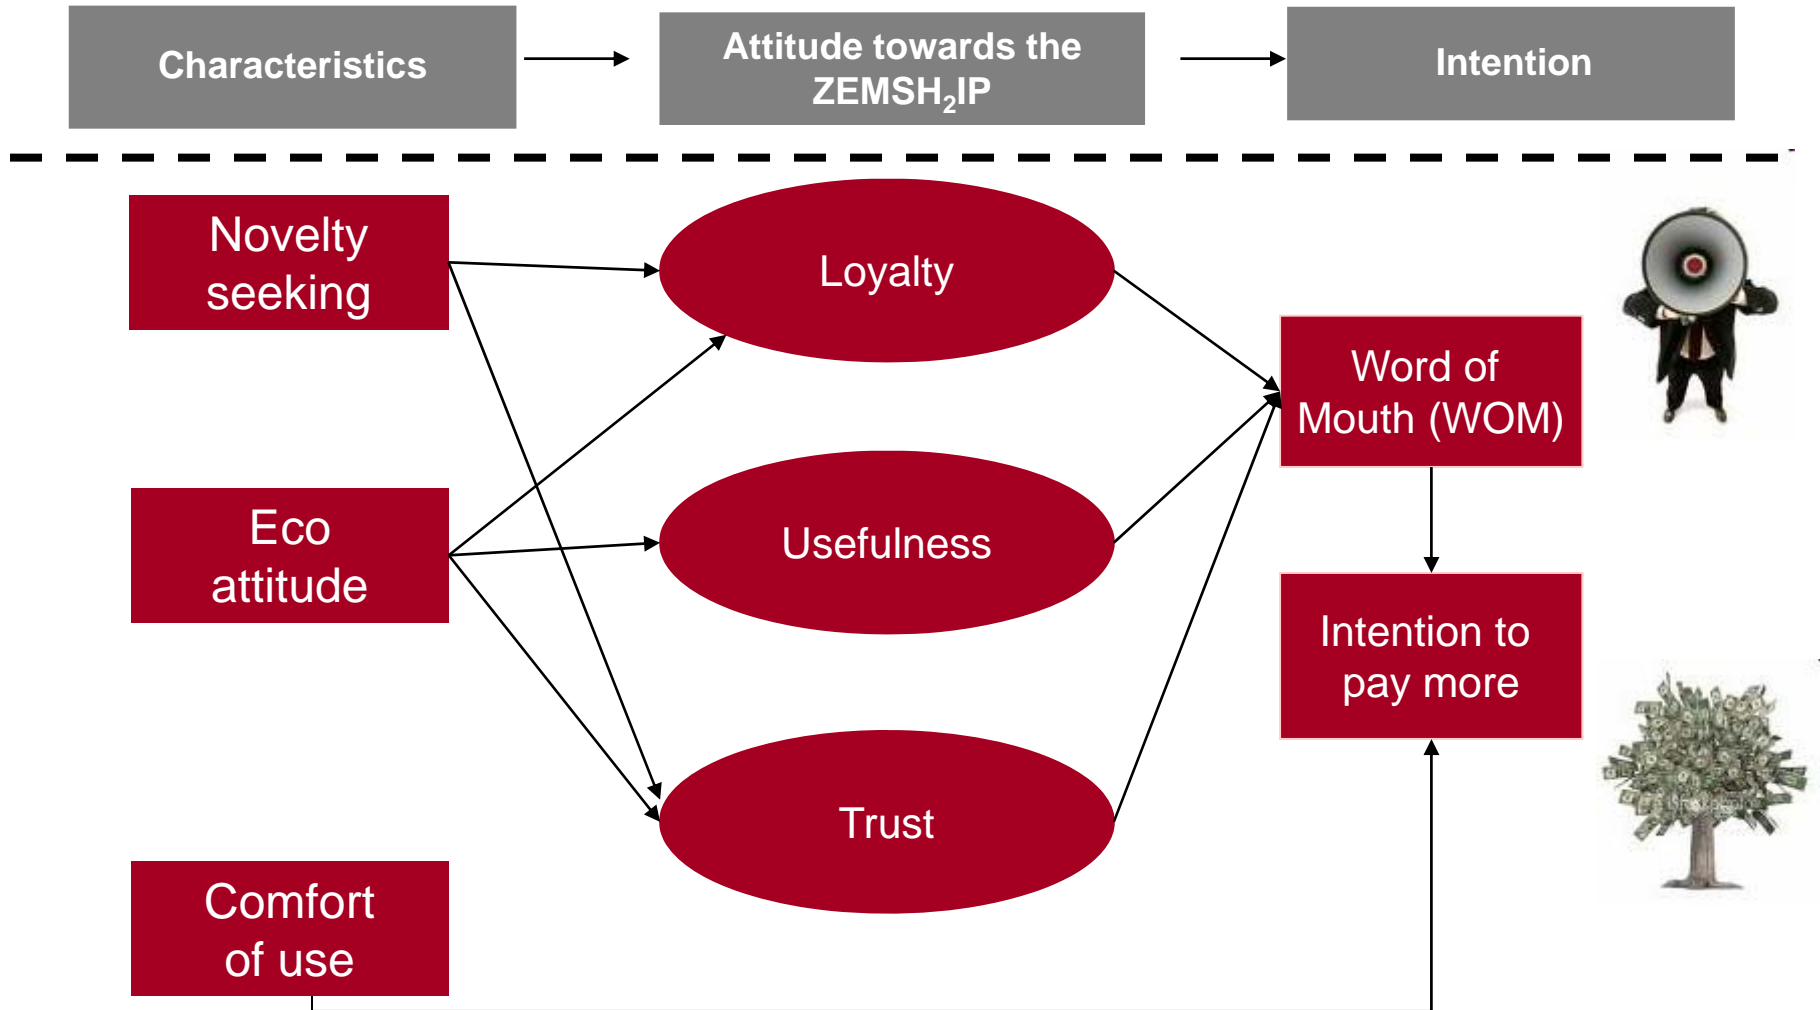 Characteristics
Attitude towards the
ZEMSH₂IP
Intention
Novelty
seeking
Loyalty
Word of
Mouth (WOM)
Eco
attitude
Usefulness
Intention to
pay more
Trust
Comfort
of use